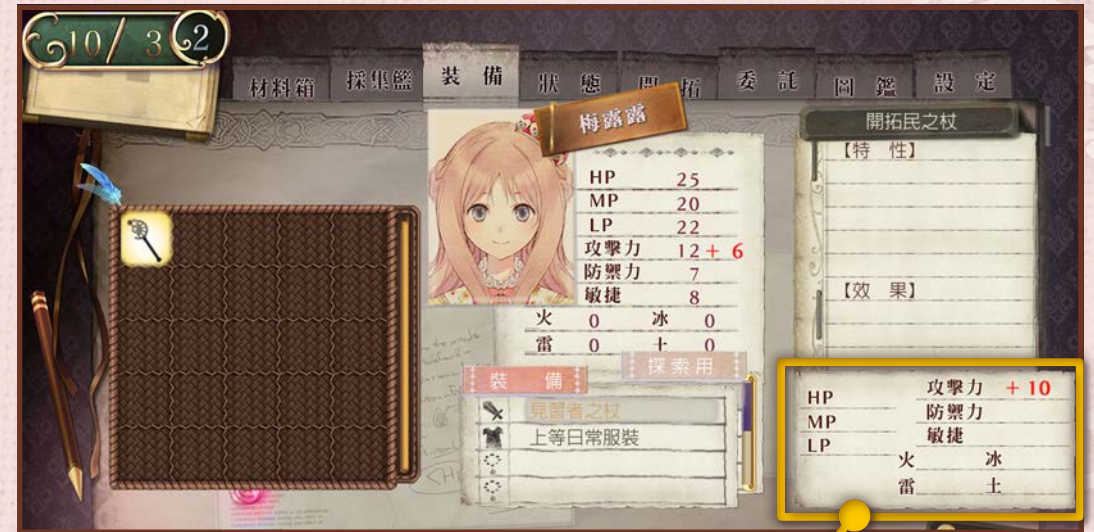 10/ 3 2
材料箱
採集籃
裝 備
狀 態
開 拓
委 託
圖 鑑
設 定
梅露露
HP 25
MP 20
LP 22
攻擊力 12 + 6
防禦力 7
敏捷 8
火 0 冰 0
雷 0 土 0
裝 備
探索用
見習者之杖
上等日常服裝
開拓民之杖
【特 性】
【效 果】
HP
MP
LP
攻擊力 + 10
防禦力
敏捷
火 冰
雷 土